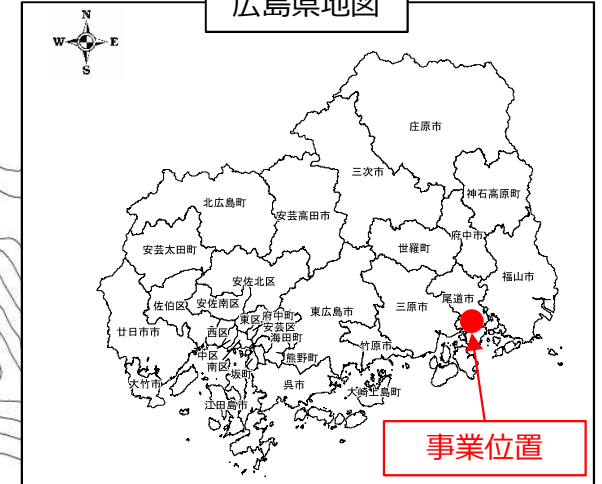 広島県地図
N
W E
S
庄原市
三次市
神石高原町
北広島町
安芸高田市
府中市
世羅町
安芸太田町
福山市
安佐北区
尾道市
佐伯区
安佐南区
東広島市
三原市
東区
府中町
安芸区
廿日市市
西区
海田町
竹原市
中区
熊野町
南区
坂町
大竹市
呉市
大崎上島町
江田島市
事業位置